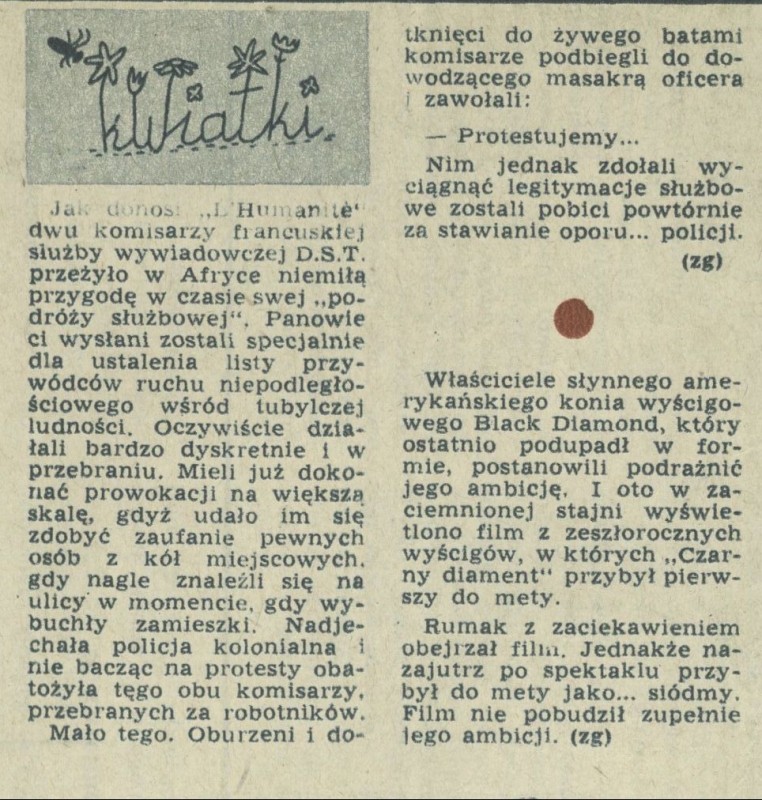 kwiatki
Jak donosi „L'Humanitè"
dwu komisarzy francuskiej
służby wywiadowczej D.S.T.
przeżyło w Afryce niemiłą
przygodę w czasie swej „po-
dróży służbowej". Panowie
ci wysłani zostali specjalnie
dla ustalenia listy przy-
wódców ruchu niepodległo-
ściowego wśród tubylczej
ludności. Oczywiście dzia-
łali bardzo dyskretnie i w
przebraniu. Mieli już doko-
nać prowokacji na większą
skalę, gdyż udało im się
zdobyć zaufanie pewnych
osób z kół miejscowych,
gdy nagle znaleźli się na
ulicy w momencie, gdy wy-
buchły zamieszki. Nadje-
chała policja kolonialna i
nie bacząc na protesty oba-
tożyła tęgo obu komisarzy,
przebranych za robotników.
Mało tego. Oburzeni i do-
tknięci do żywego batami
komisarze podbiegli do do-
wodzącego masakrą oficera
i zawołali:
— Protestujemy...
Nim jednak zdołali wy-
ciągnąć legitymacje służbo-
we zostali pobici powtórnie
za stawianie oporu... policji.
(zg)
Właściciele słynnego ame-
rykańskiego konia wyścigo-
wego Black Diamond, który
ostatnio podupadł w for-
mie, postanowili podrażnić
jego ambicję. I oto w za-
ciemnionej stajni wyświe-
tlono film z zeszłorocznych
wyścigów, w których „Czar-
ny diament" przybył pierw-
szy do mety.
Rumak z zaciekawieniem
obejrzał film. Jednakże na-
zajutrz po spektaklu przy-
był do mety jako... siódmy.
Film nie pobudził zupełnie
jego ambicji. (zg)